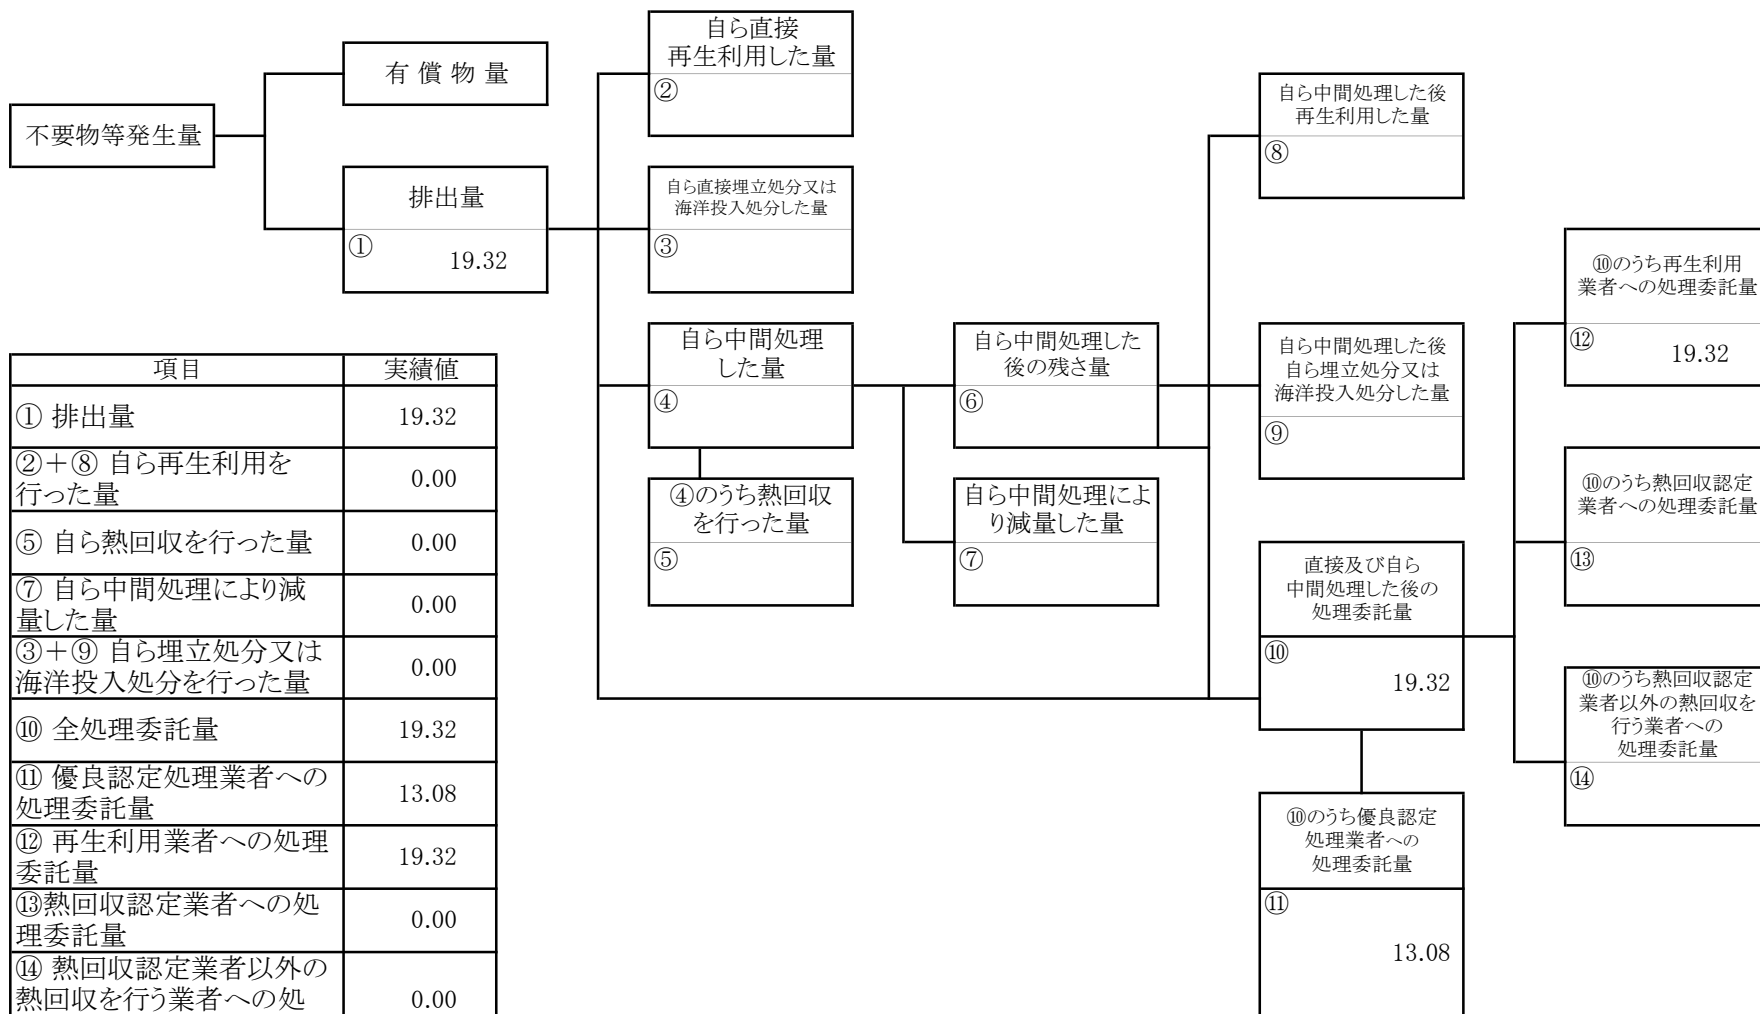 不要物等発生量
有 償 物 量
排出量
①
19.32
自ら直接
再生利用した量
②
自ら直接埋立処分又は
海洋投入処分した量
③
自ら中間処理
した量
④
④のうち熱回収
を行った量
⑤
自ら中間処理した
後の残さ量
⑥
自ら中間処理によ
り減量した量
⑦
自ら中間処理した後
再生利用した量
⑧
自ら中間処理した後
自ら埋立処分又は
海洋投入処分した量
⑨
直接及び自ら
中間処理した後の
処理委託量
⑩
19.32
⑩のうち優良認定
処理業者への
処理委託量
⑪
13.08
⑩のうち再生利用
業者への処理委託量
⑫
19.32
⑩のうち熱回収認定
業者への処理委託量
⑬
⑩のうち熱回収認定
業者以外の熱回収を
行う業者への
処理委託量
⑭
項目 実績値
① 排出量 19.32
②＋⑧ 自ら再生利用を
行った量 0.00
⑤ 自ら熱回収を行った量 0.00
⑦ 自ら中間処理により減
量した量 0.00
③＋⑨ 自ら埋立処分又は
海洋投入処分を行った量 0.00
⑩ 全処理委託量 19.32
⑪ 優良認定処理業者への
処理委託量 13.08
⑫ 再生利用業者への処理
委託量 19.32
⑬熱回収認定業者への処
理委託量 0.00
⑭ 熱回収認定業者以外の
熱回収を行う業者への処 0.00